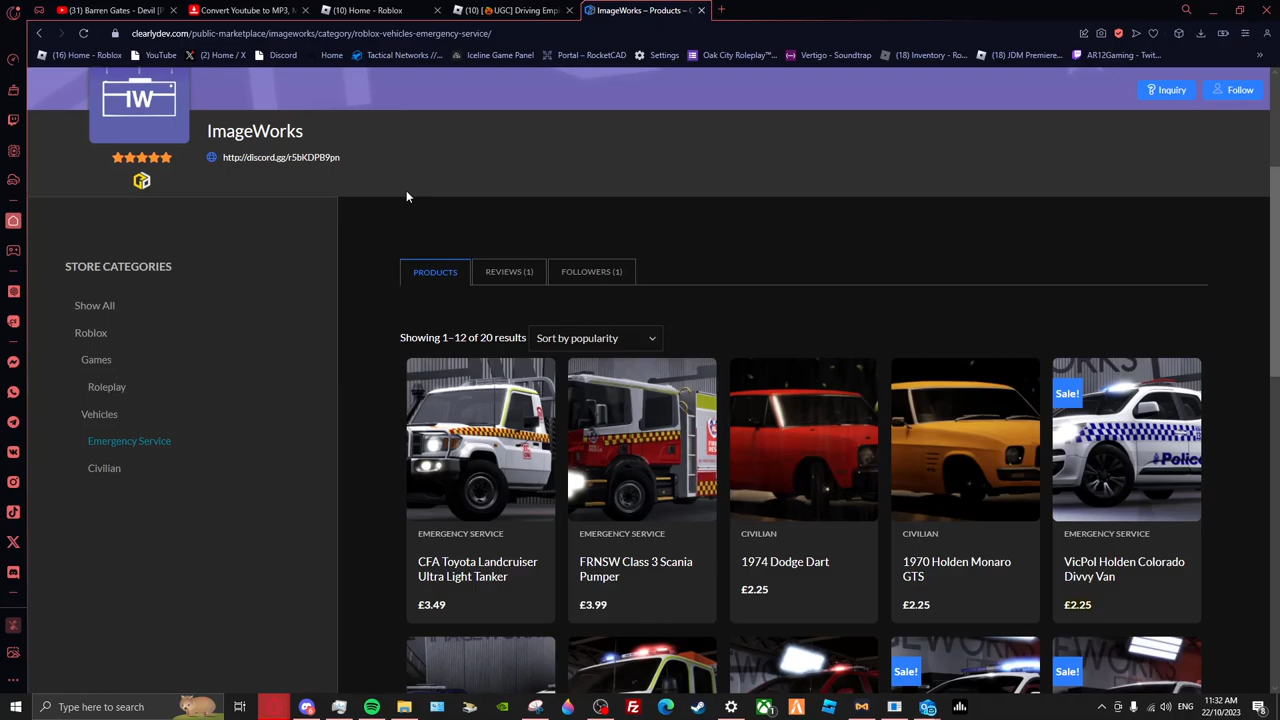 (31) Barren Gates - Devil [
Convert Youtube to MP3, M
(10) Home - Roblox
(10) [🔥UGC] Driving Empi
ImageWorks – Products – C
clearlydev.com/public-marketplace/imageworks/category/roblox-vehicles-emergency-service/
(16) Home - Roblox
YouTube
(2) Home / X
Discord
Home
Tactical Networks //...
Iceline Game Panel
Portal – RocketCAD
Settings
Oak City Roleplay™...
Vertigo - Soundtrap
(18) Inventory - Ro...
(18) JDM Premiere...
AR12Gaming - Twit...
IW
Inquiry
Follow
ImageWorks
http://discord.gg/r5bKDPB9pn
STORE CATEGORIES
Show All
Roblox
Games
Roleplay
Vehicles
Emergency Service
Civilian
PRODUCTS
REVIEWS (1)
FOLLOWERS (1)
Showing 1–12 of 20 results
Sort by popularity
Sale!
Police
EMERGENCY SERVICE
CFA Toyota Landcruiser
Ultra Light Tanker
£3.49
EMERGENCY SERVICE
FRNSW Class 3 Scania
Pumper
£3.99
CIVILIAN
1974 Dodge Dart
£2.25
CIVILIAN
1970 Holden Monaro
GTS
£2.25
EMERGENCY SERVICE
VicPol Holden Colorado
Divvy Van
£2.25
Sale!
Sale!
Type here to search
11:32 AM
22/10/2023